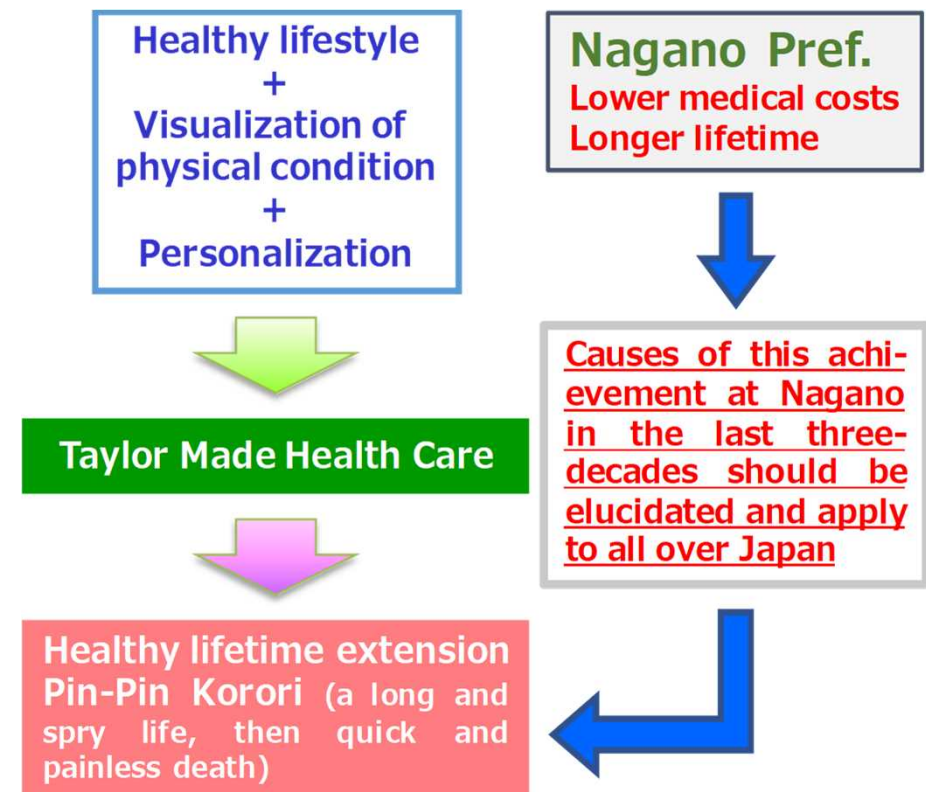 Healthy lifestyle
+
Visualization of
physical condition
+
Personalization
Taylor Made Health Care
Healthy lifetime extension
Pin-Pin Korori (a long and
spry life, then quick and
painless death)
Nagano Pref.
Lower medical costs
Longer lifetime
Causes of this achi-
evement at Nagano
in the last three-
decades should be
elucidated and apply
to all over Japan